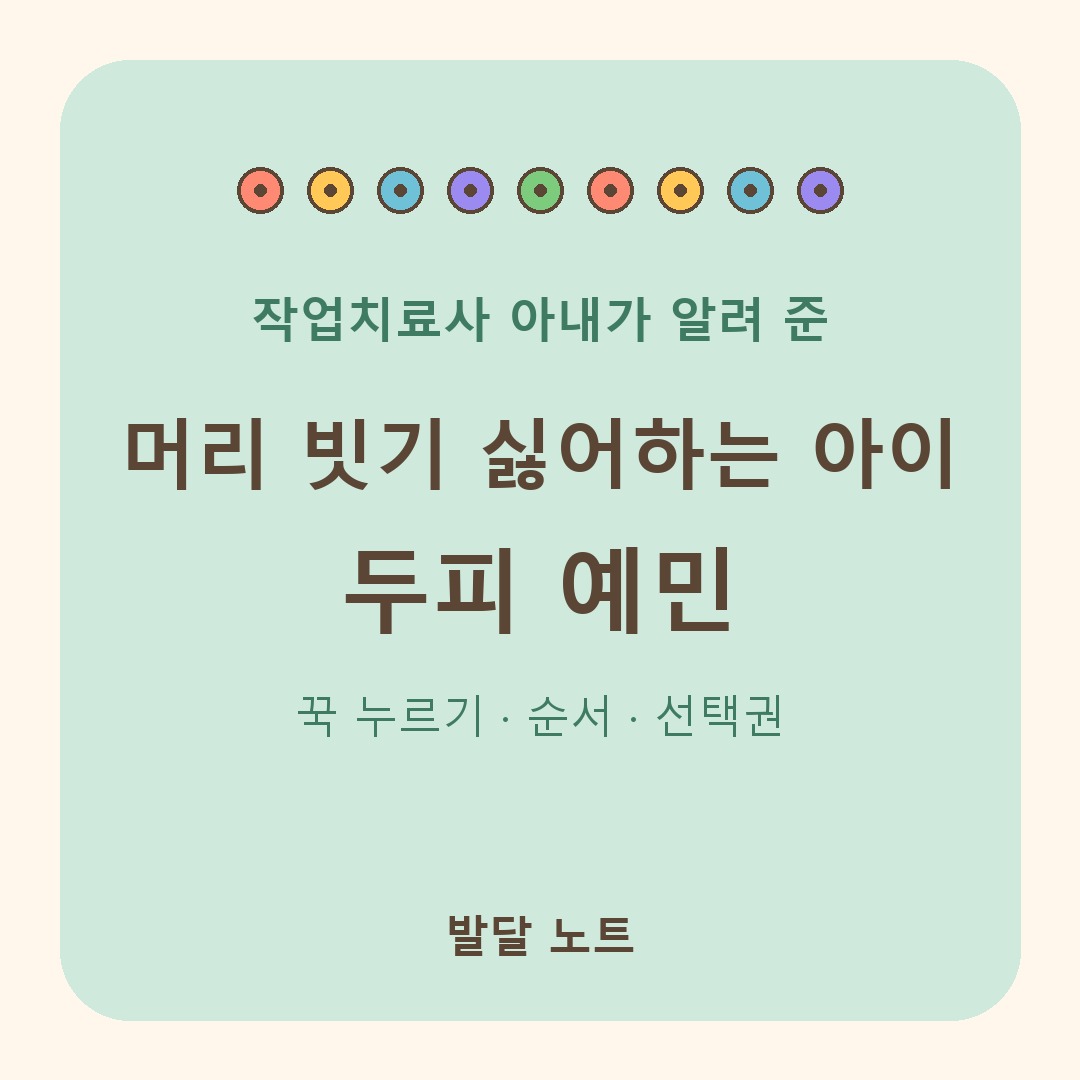 작업치료사 아내가 알려 준
머리 빗기 싫어하는 아이
두피 예민
꾹 누르기 · 순서 · 선택권
발달 노트